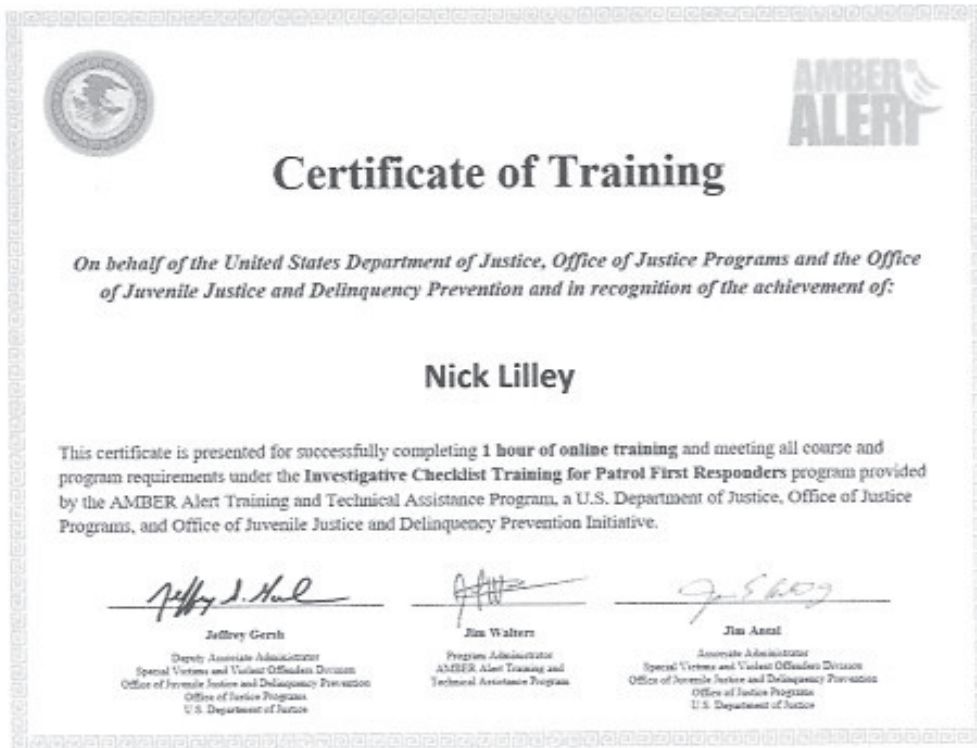 AMBER
ALERT
Certificate of Training
On behalf of the United States Department of Justice, Office of Justice Programs and the Office
of Juvenile Justice and Delinquency Prevention and in recognition of the achievement of:
Nick Lilley
This certificate is presented for successfully completing 1 hour of online training and meeting all course and
program requirements under the Investigative Checklist Training for Patrol First Responders program provided
by the AMBER Alert Training and Technical Assistance Program, a U.S. Department of Justice, Office of Justice
Programs, and Office of Juvenile Justice and Delinquency Prevention Initiative.
Jeffrey Gersh
Deputy Associate Administrator
Special Victims and Violent Offenders Division
Office of Juvenile Justice and Delinquency Prevention
Office of Justice Programs
U.S. Department of Justice
Jim Walters
Program Administrator
AMBER Alert Training and
Technical Assistance Program
Jim Antal
Associate Administrator
Special Victims and Violent Offenders Division
Office of Juvenile Justice and Delinquency Prevention
Office of Justice Programs
U.S. Department of Justice